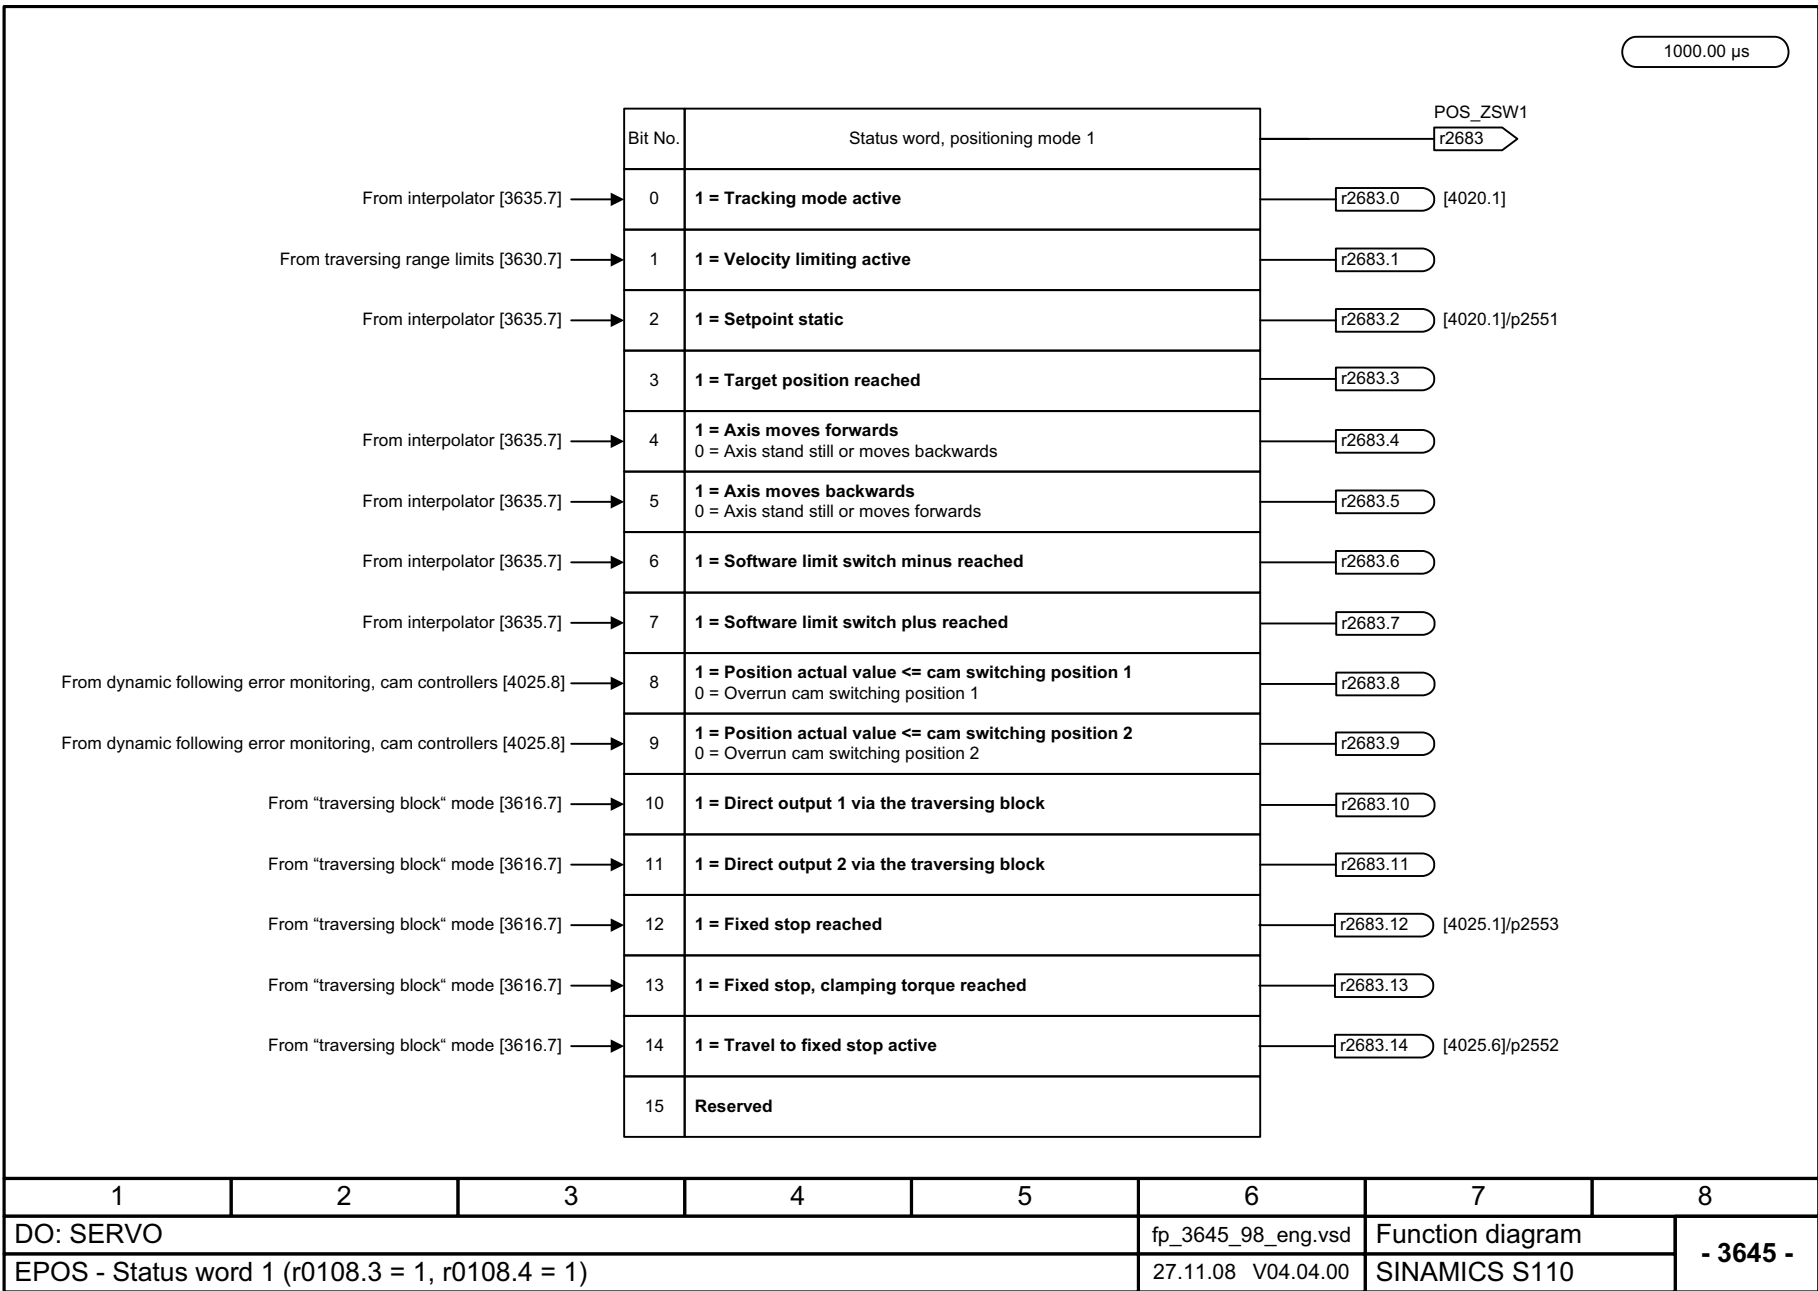 1000.00 µs
POS_ZSW1
Bit No. Status word, positioning mode 1 r2683
From interpolator [3635.7] 0 1 = Tracking mode active r2683.0 [4020.1]
From traversing range limits [3630.7] 1 1 = Velocity limiting active r2683.1
From interpolator [3635.7] 2 1 = Setpoint static r2683.2 [4020.1]/p2551
3 1 = Target position reached r2683.3
From interpolator [3635.7] 4 1 = Axis moves forwards r2683.4
0 = Axis stand still or moves backwards
From interpolator [3635.7] 5 1 = Axis moves backwards r2683.5
0 = Axis stand still or moves forwards
From interpolator [3635.7] 6 1 = Software limit switch minus reached r2683.6
From interpolator [3635.7] 7 1 = Software limit switch plus reached r2683.7
From dynamic following error monitoring, cam controllers [4025.8] 8 1 = Position actual value <= cam switching position 1 r2683.8
0 = Overrun cam switching position 1
From dynamic following error monitoring, cam controllers [4025.8] 9 1 = Position actual value <= cam switching position 2 r2683.9
0 = Overrun cam switching position 2
From “traversing block“ mode [3616.7] 10 1 = Direct output 1 via the traversing block r2683.10
From “traversing block“ mode [3616.7] 11 1 = Direct output 2 via the traversing block r2683.11
From “traversing block“ mode [3616.7] 12 1 = Fixed stop reached r2683.12 [4025.1]/p2553
From “traversing block“ mode [3616.7] 13 1 = Fixed stop, clamping torque reached r2683.13
From “traversing block“ mode [3616.7] 14 1 = Travel to fixed stop active r2683.14 [4025.6]/p2552
15 Reserved
1 2 3 4 5 6 7 8
DO: SERVO fp_3645_98_eng.vsd Function diagram - 3645 -
EPOS - Status word 1 (r0108.3 = 1, r0108.4 = 1) 27.11.08 V04.04.00 SINAMICS S110